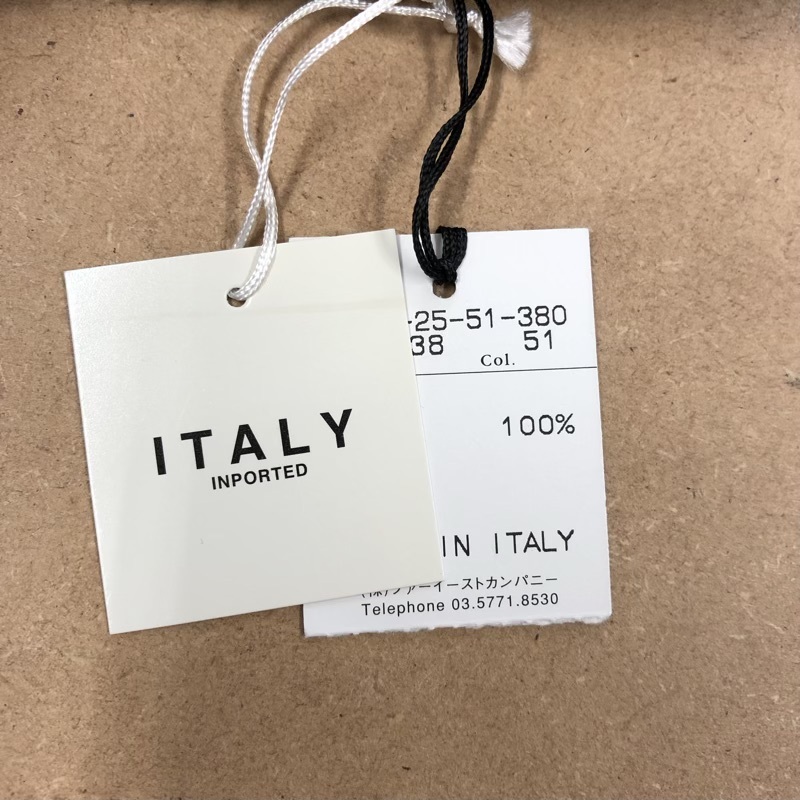 ITALY
INPORTED
-25-51-380
38 51
Col.
100%
IN ITALY
(株)ファーイーストカンパニー
Telephone 03.5771.8530